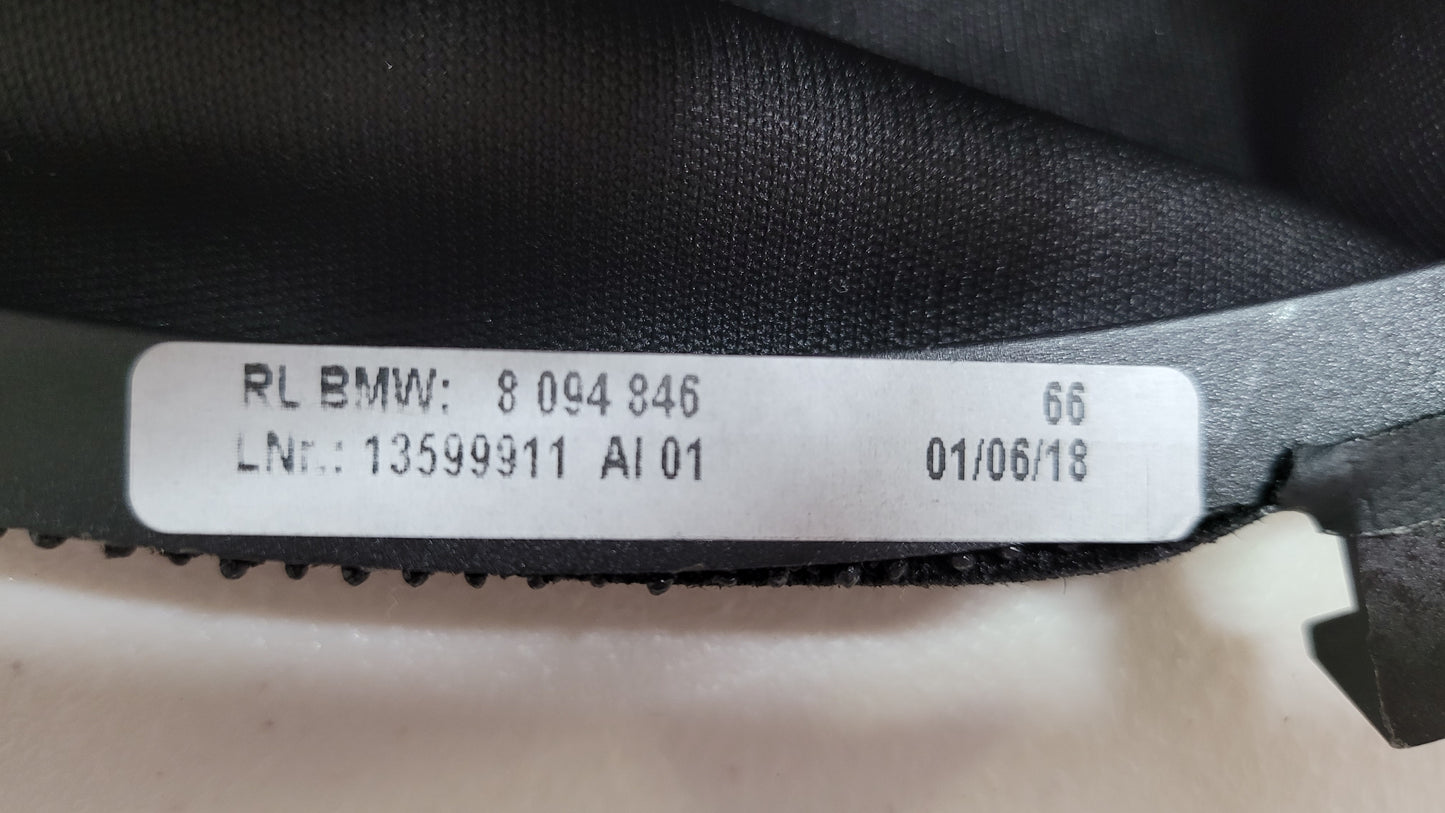 RL BMW: 8 094 846 66
LNr.: 13599911 AI 01 01/06/18